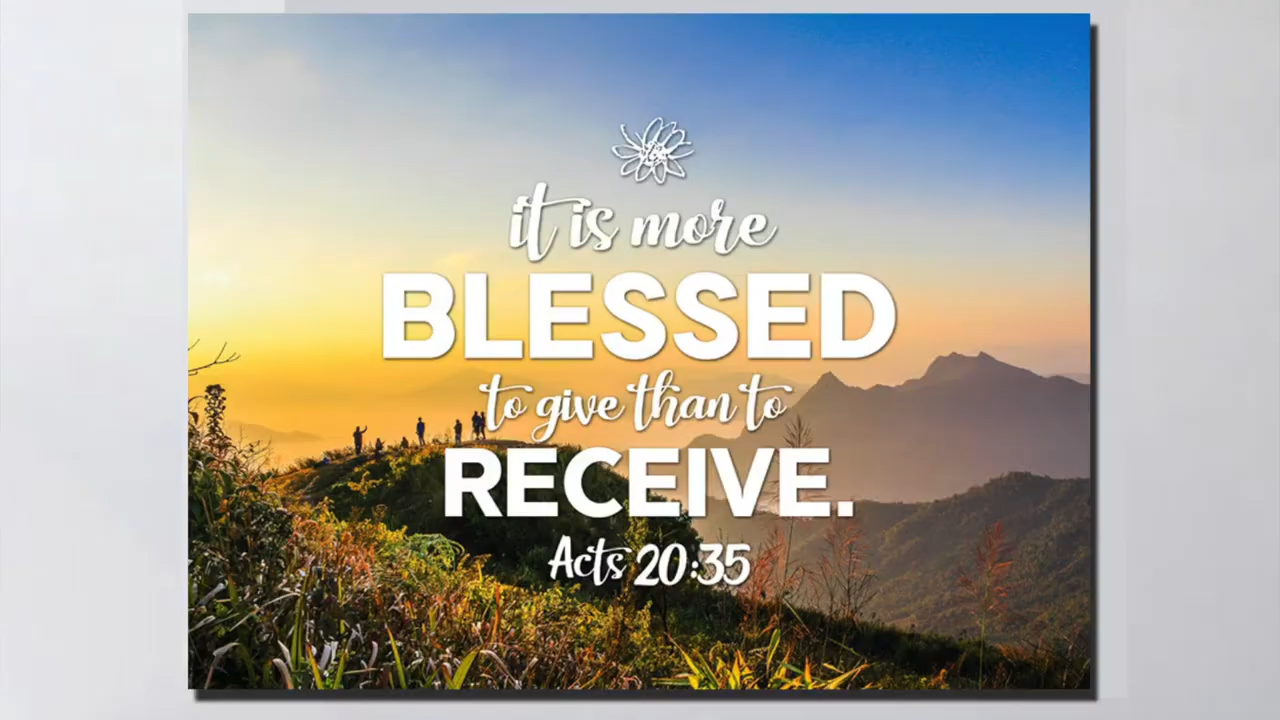 it is more
BLESSED
to give than to
RECEIVE.
Acts 20:35